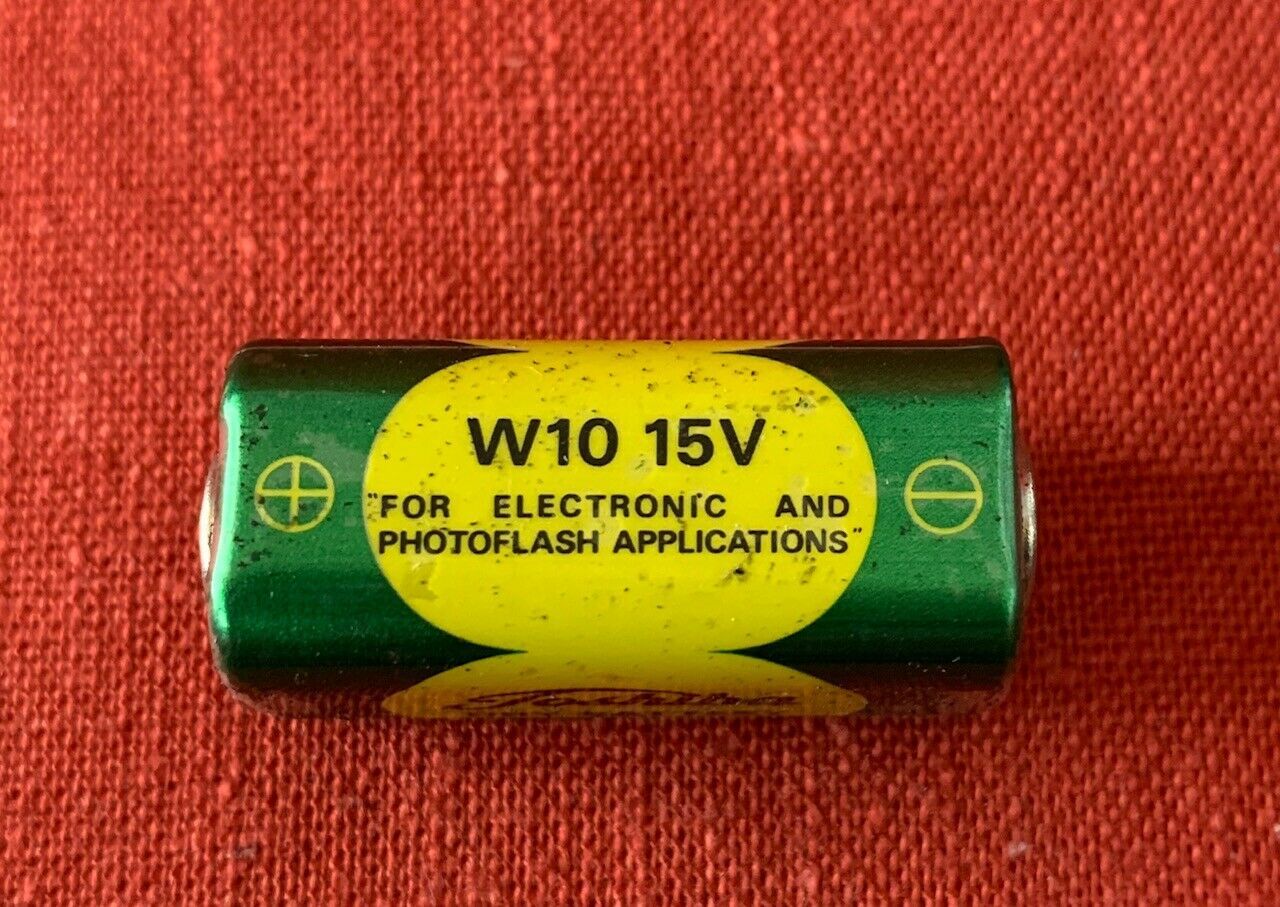 W10 15V
"FOR ELECTRONIC AND
PHOTOFLASH APPLICATIONS"